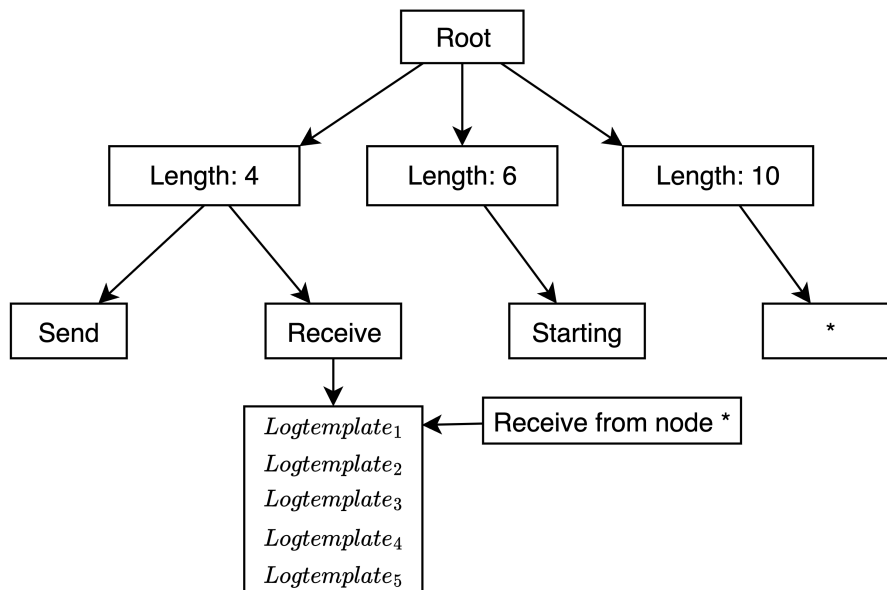 Root
Length: 4
Length: 6
Length: 10
Send
Receive
Starting
*
Logtemplate₁
Receive from node *
Logtemplate₂
Logtemplate₃
Logtemplate₄
Logtemplate₅